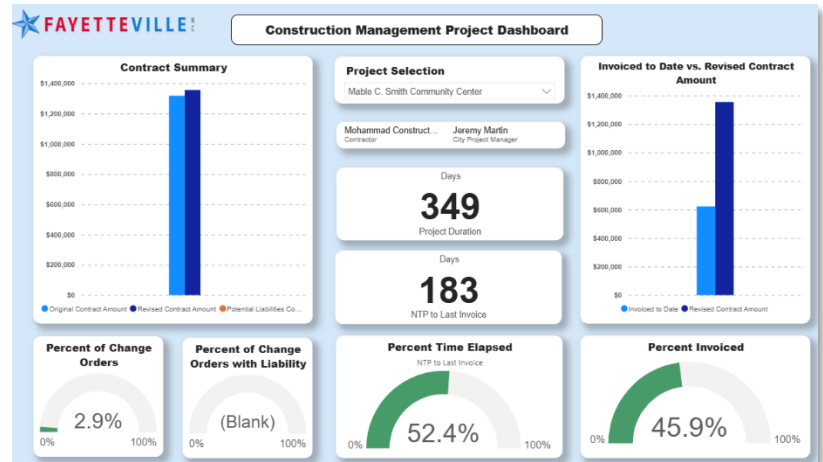 FAYETTEVILLE NC
Construction Management Project Dashboard
Contract Summary
$1,400,000
$1,200,000
$1,000,000
$800,000
$600,000
$400,000
$200,000
$0
Original Contract Amount Revised Contract Amount Potential Liabilities Co...
Project Selection
Mable C. Smith Community Center
Mohammad Construct... Jeremy Martin
Contractor City Project Manager
Days
349
Project Duration
Days
183
NTP to Last Invoice
Invoiced to Date vs. Revised Contract
Amount
$1,400,000
$1,200,000
$1,000,000
$800,000
$600,000
$400,000
$200,000
$0
Invoiced to Date Revised Contract Amount
Percent of Change
Orders
2.9%
0% 100%
Percent of Change
Orders with Liability
(Blank)
0% 100%
Percent Time Elapsed
NTP to Last Invoice
52.4%
0% 100%
Percent Invoiced
45.9%
0% 100%